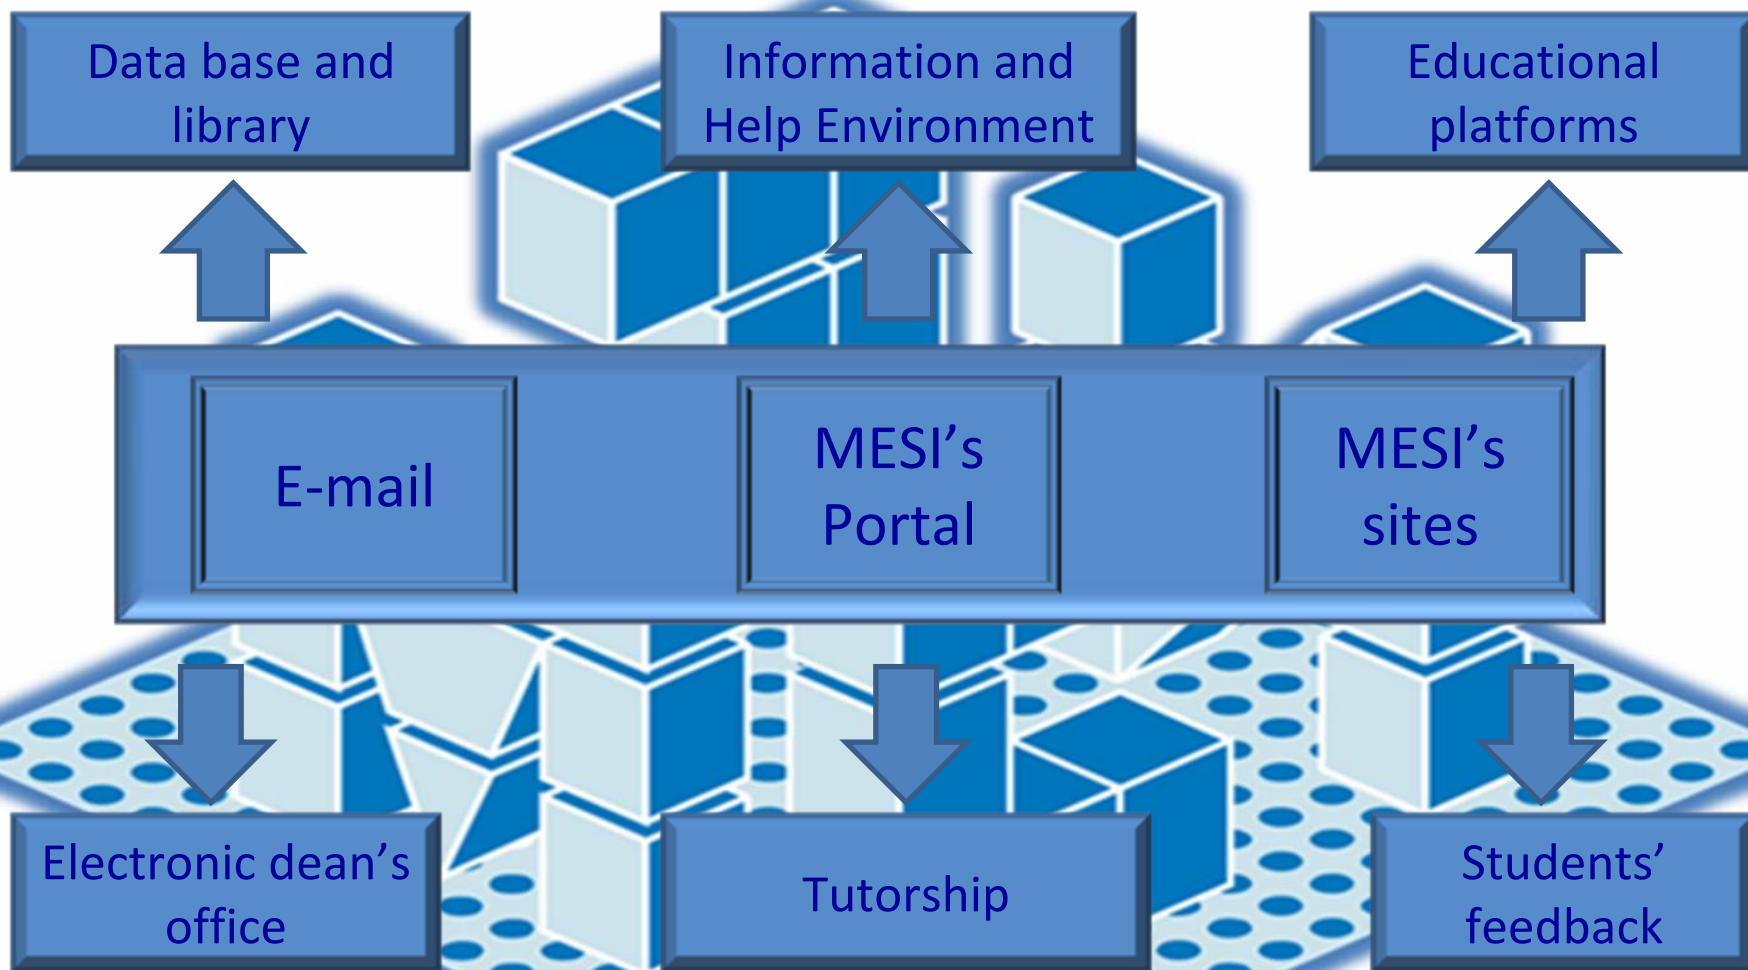 Data base and
library
Information and
Help Environment
Educational
platforms
E-mail
MESI’s
Portal
MESI’s
sites
Electronic dean’s
office
Tutorship
Students’
feedback